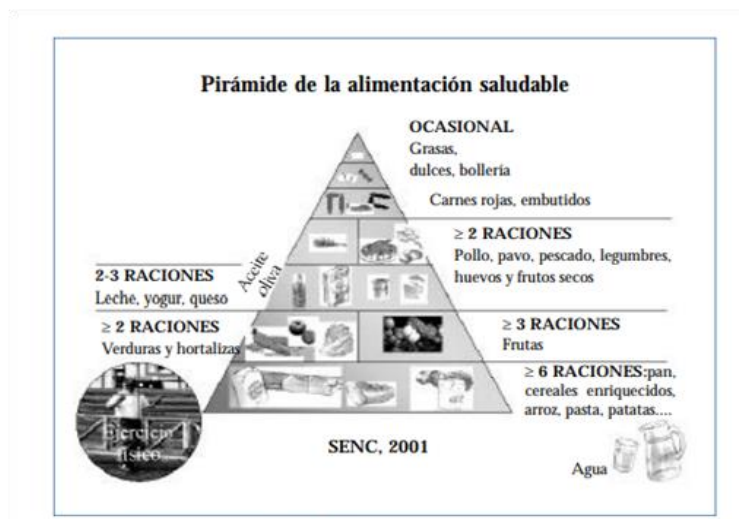 Pirámide de la alimentación saludable
OCASIONAL
Grasas,
dulces, bollería
Carnes rojas, embutidos
≥ 2 RACIONES
Pollo, pavo, pescado, legumbres,
huevos y frutos secos
Aceite
oliva
2-3 RACIONES
Leche, yogur, queso
≥ 2 RACIONES
Verduras y hortalizas
≥ 3 RACIONES
Frutas
≥ 6 RACIONES:pan,
cereales enriquecidos,
arroz, pasta, patatas....
Ejercicio
físico...
SENC, 2001
Agua